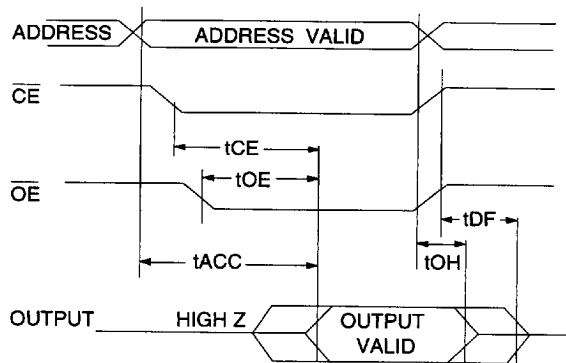 ADDRESS
ADDRESS VALID
CE
tCE
tOE
OE
tDF
tACC
tOH
OUTPUT
HIGH Z
OUTPUT
VALID